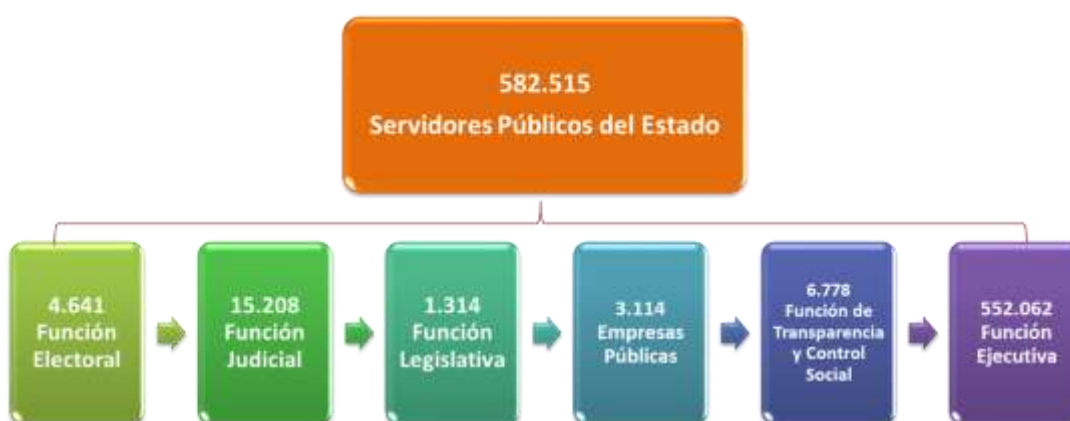 582.515
Servidores Públicos del Estado
4.641
Función
Electoral
15.208
Función
Judicial
1.314
Función
Legislativa
3.114
Empresas
Públicas
6.778
Función de
Transparencia
y Control
Social
552.062
Función
Ejecutiva